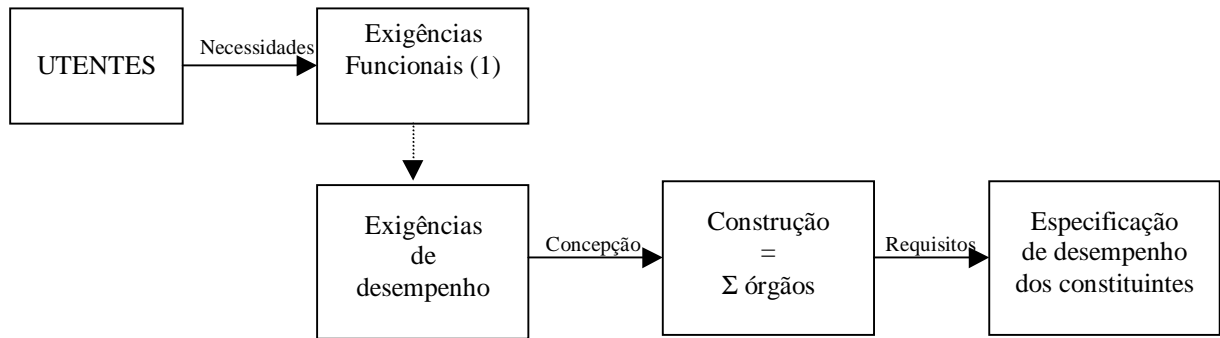 UTENTES
Necessidades
Exigências
Funcionais (1)
Exigências
de
desempenho
Concepção
Construção
=
Σ órgãos
Requisitos
Especificação
de desempenho
dos constituintes